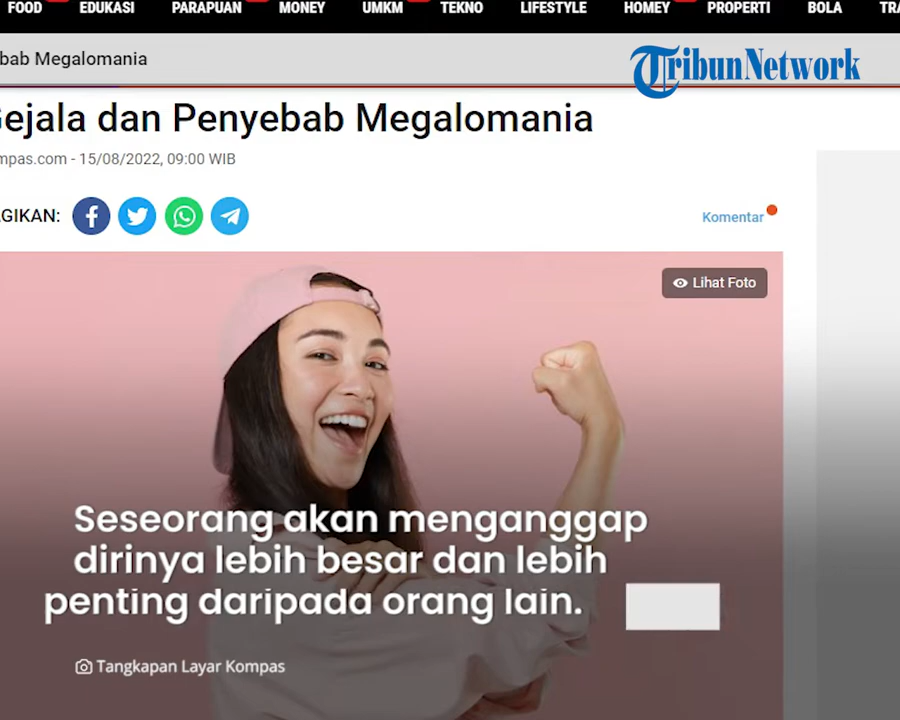 FOOD EDUKASI PARAPUAN MONEY UMKM TEKNO LIFESTYLE HOMEY PROPERTI BOLA
bab Megalomania
TribunNetwork
Gejala dan Penyebab Megalomania
mpas.com - 15/08/2022, 09:00 WIB
AGIKAN:
Komentar
Lihat Foto
Seseorang akan menganggap
dirinya lebih besar dan lebih
penting daripada orang lain.
Tangkapan Layar Kompas